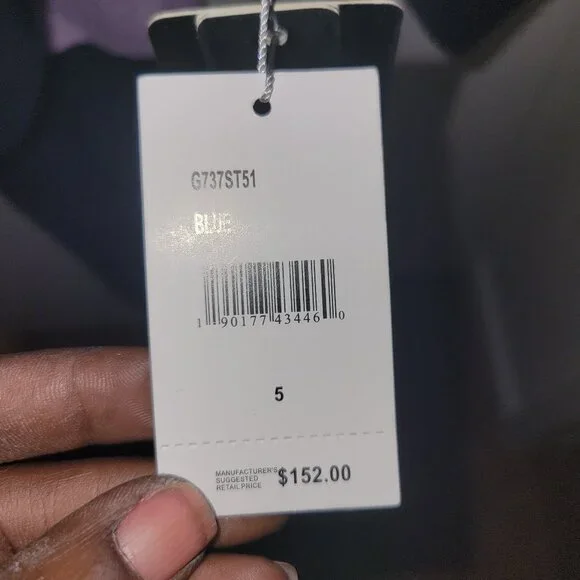 G737ST51
BLUE
1 90177 43446 0
5
MANUFACTURER'S
SUGGESTED
RETAIL PRICE
$152.00